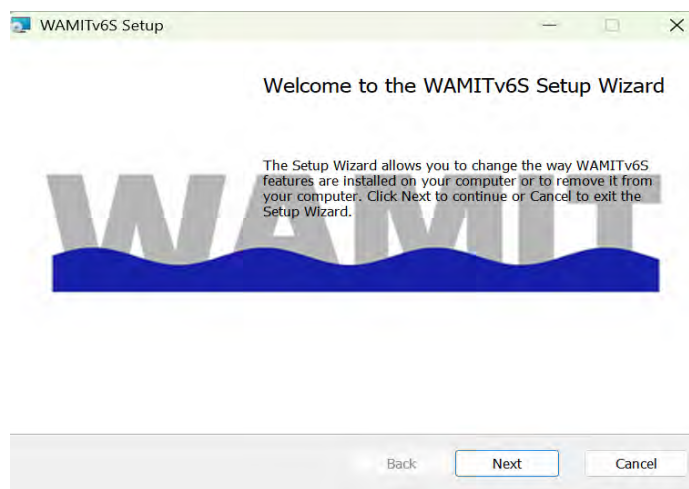 WAMITv6S Setup
Welcome to the WAMITv6S Setup Wizard
The Setup Wizard allows you to change the way WAMITv6S
features are installed on your computer or to remove it from
your computer. Click Next to continue or Cancel to exit the
Setup Wizard.
WAMIT
Back
Next
Cancel